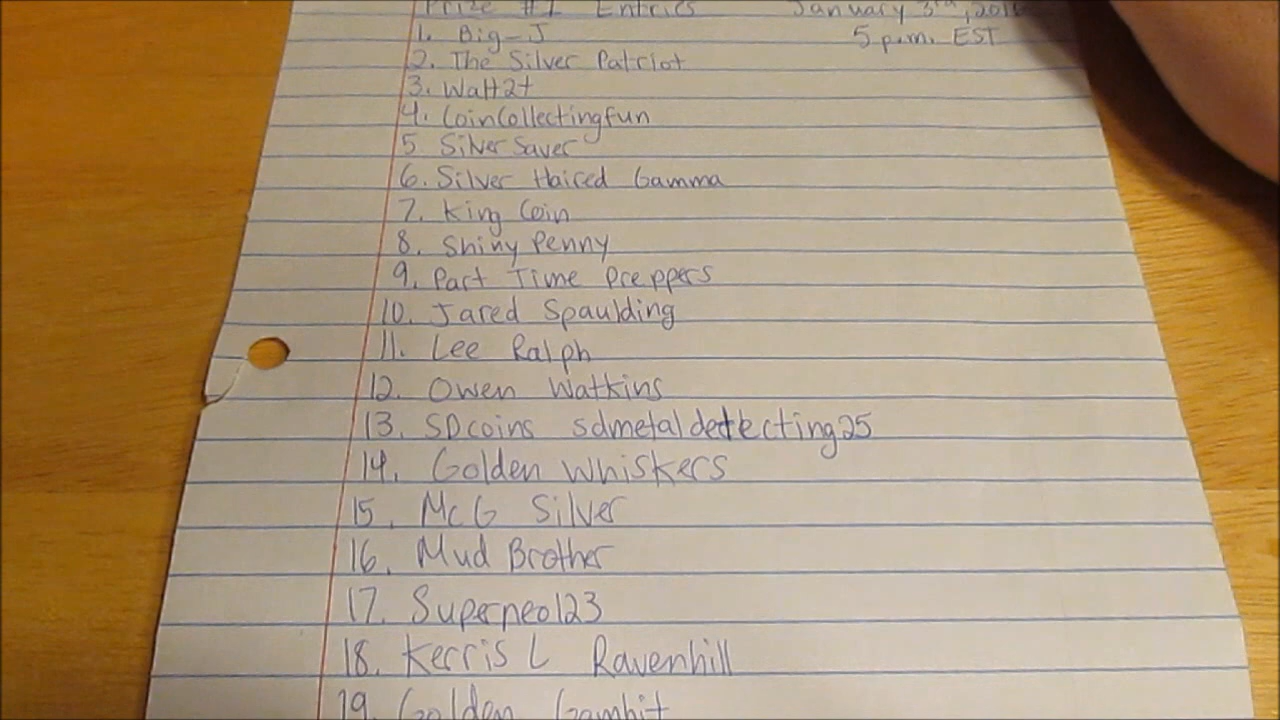 Prize #1 Entries January 3rd, 201
1. Big-J 5 p.m. EST
2. The Silver Patriot
3. Watt2t
4. CoinCollectingfun
5. Silver Saver
6. Silver Haired Gamma
7. King Coin
8. Shiny Penny
9. Part Time Preppers
10. Jared Spaulding
11. Lee Ralph
12. Owen Watkins
13. SDcoins sdmetaldetecting25
14. Golden Whiskers
15. McG Silver
16. Mud Brother
17. Superneo123
18. Kerris L Ravenhill
19. Golden Gambit